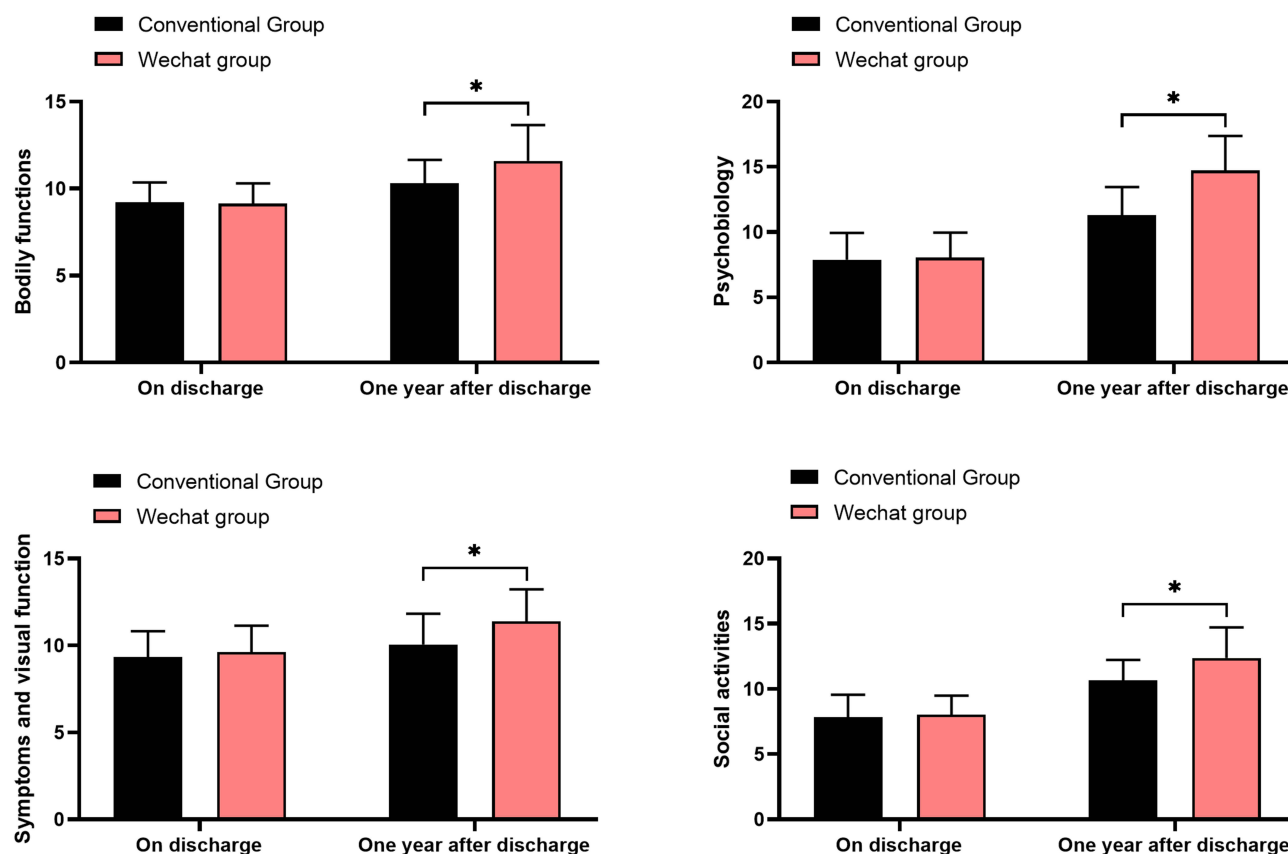 Conventional Group
Wechat group
*
15
10
5
0
Bodily functions
On discharge
One year after discharge
Conventional Group
Wechat group
*
20
15
10
5
0
Psychobiology
On discharge
One year after discharge
Conventional Group
Wechat group
*
15
10
5
0
Symptoms and visual function
On discharge
One year after discharge
Conventional Group
Wechat group
*
20
15
10
5
0
Social activities
On discharge
One year after discharge